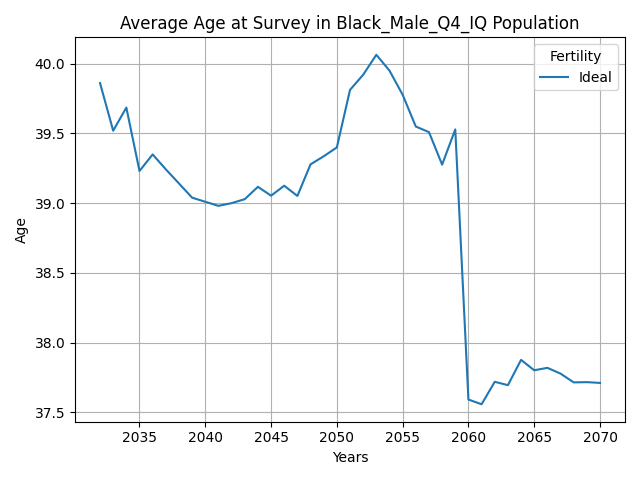 Average Age at Survey in Black_Male_Q4_IQ Population
Fertility
Ideal
40.0
39.5
39.0
38.5
38.0
37.5
Age
2035 2040 2045 2050 2055 2060 2065 2070
Years